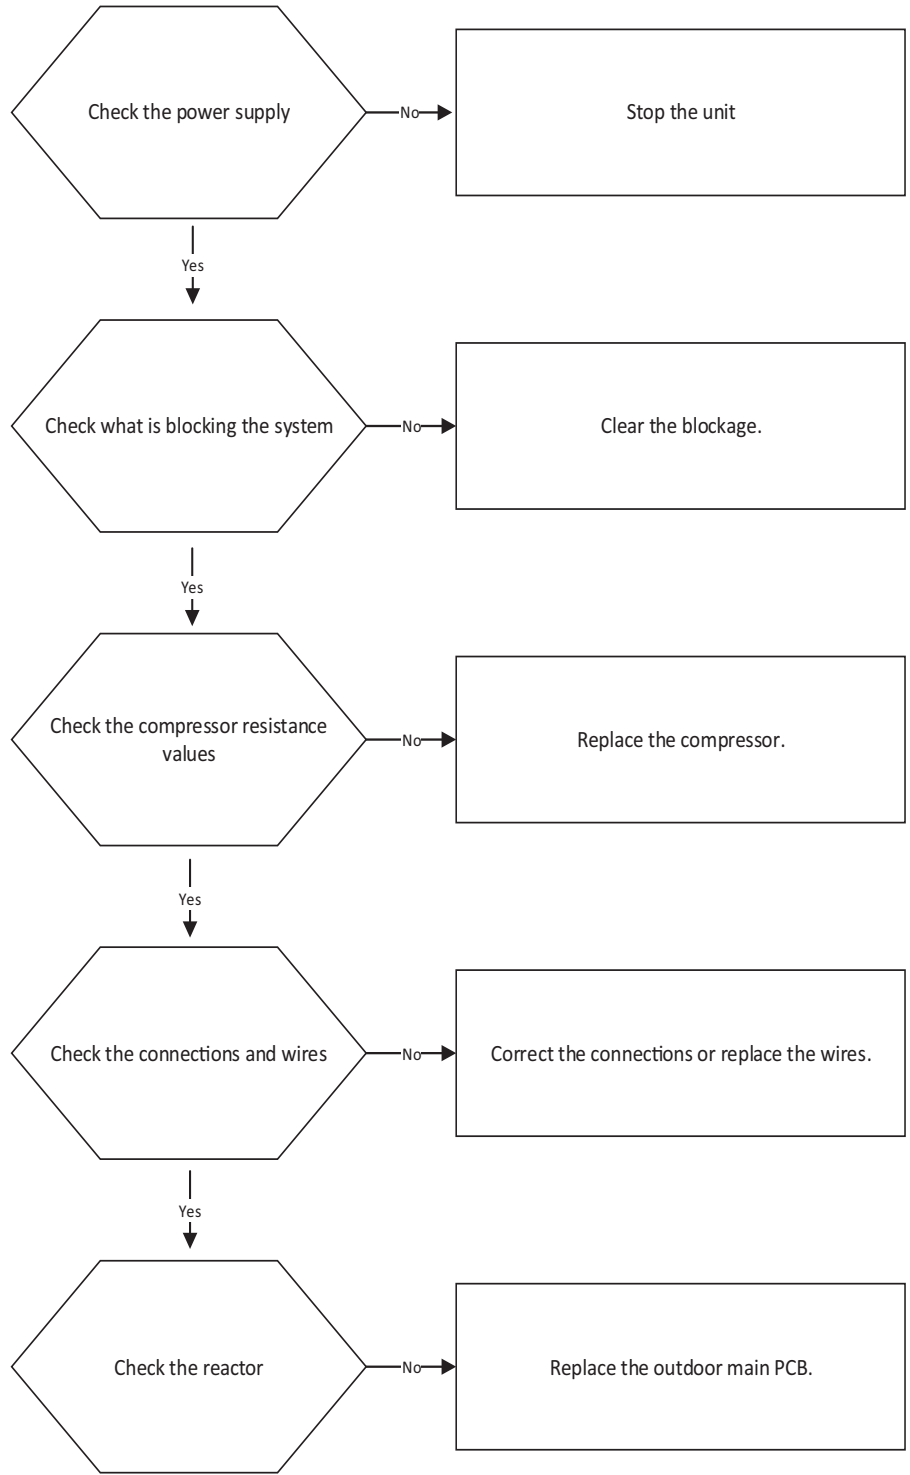 Check the power supply
No
Stop the unit
Yes
Check what is blocking the system
No
Clear the blockage.
Yes
Check the compressor resistance
values
No
Replace the compressor.
Yes
Check the connections and wires
No
Correct the connections or replace the wires.
Yes
Check the reactor
No
Replace the outdoor main PCB.